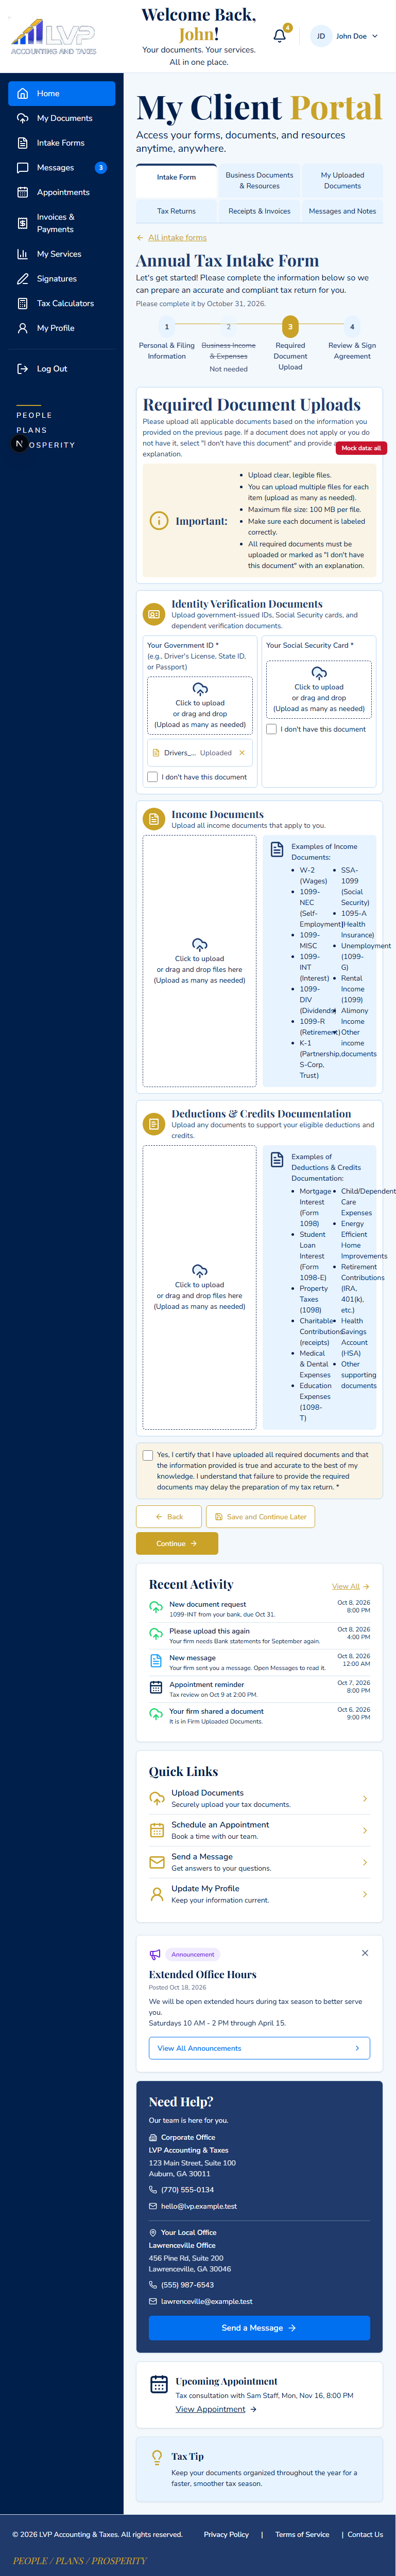 LVP
ACCOUNTING AND TAXES
Welcome Back,
John!
Your documents. Your services.
All in one place.
4
JD
John Doe
Home
My Documents
Intake Forms
Messages
3
Appointments
Invoices &
Payments
My Services
Signatures
Tax Calculators
My Profile
Log Out
PEOPLE
PLANS
N
OSPERITY
My Client Portal
Access your forms, documents, and resources
anytime, anywhere.
Intake Form
Business Documents
& Resources
My Uploaded
Documents
Tax Returns
Receipts & Invoices
Messages and Notes
All intake forms
Annual Tax Intake Form
Let's get started! Please complete the information below so we
can prepare an accurate and compliant tax return for you.
Please complete it by October 31, 2026.
1
Personal & Filing
Information
2
Business Income
& Expenses
Not needed
3
Required
Document
Upload
4
Review & Sign
Agreement
Required Document Uploads
Please upload all applicable documents based on the information you
provided on the previous page. If a document does not apply or you do
not have it, select "I don't have this document" and provide a
explanation.
Mock data: all
Important:
• Upload clear, legible files.
• You can upload multiple files for each
item (upload as many as needed).
• Maximum file size: 100 MB per file.
• Make sure each document is labeled
correctly.
• All required documents must be
uploaded or marked as "I don't have
this document" with an explanation.
Identity Verification Documents
Upload government-issued IDs, Social Security cards, and
dependent verification documents.
Your Government ID *
(e.g., Driver's License, State ID,
or Passport)
Click to upload
or drag and drop
(Upload as many as needed)
Drivers_... Uploaded
I don't have this document
Your Social Security Card *
Click to upload
or drag and drop
(Upload as many as needed)
I don't have this document
Income Documents
Upload all income documents that apply to you.
Click to upload
or drag and drop files here
(Upload as many as needed)
Examples of Income
Documents:
• W-2
(Wages)
• 1099-
NEC
(Self-
Employment)
• 1099-
MISC
• 1099-
INT
(Interest)
• 1099-
DIV
(Dividends)
• 1099-R
(Retirement)
• K-1
(Partnership,
S-Corp,
Trust)
• SSA-
1099
(Social
Security)
• 1095-A
(Health
Insurance)
• Unemployment
(1099-
G)
• Rental
Income
(1099)
• Alimony
Income
• Other
income
documents
Deductions & Credits Documentation
Upload any documents to support your eligible deductions and
credits.
Click to upload
or drag and drop files here
(Upload as many as needed)
Examples of
Deductions & Credits
Documentation:
• Mortgage
Interest
(Form
1098)
• Student
Loan
Interest
(Form
1098-E)
• Property
Taxes
(1098)
• Charitable
Contributions
(receipts)
• Medical
& Dental
Expenses
• Education
Expenses
(1098-
T)
• Child/Dependent
Care
Expenses
• Energy
Efficient
Home
Improvements
• Retirement
Contributions
(IRA,
401(k),
etc.)
• Health
Savings
Account
(HSA)
• Other
supporting
documents
Yes, I certify that I have uploaded all required documents and that
the information provided is true and accurate to the best of my
knowledge. I understand that failure to provide the required
documents may delay the preparation of my tax return. *
Back
Save and Continue Later
Continue
Recent Activity
View All
New document request
1099-INT from your bank, due Oct 31.
Oct 8, 2026
8:00 PM
Please upload this again
Your firm needs Bank statements for September again.
Oct 8, 2026
4:00 PM
New message
Your firm sent you a message. Open Messages to read it.
Oct 8, 2026
12:00 AM
Appointment reminder
Tax review on Oct 9 at 2:00 PM.
Oct 7, 2026
8:00 PM
Your firm shared a document
It is in Firm Uploaded Documents.
Oct 6, 2026
9:00 PM
Quick Links
Upload Documents
Securely upload your tax documents.
Schedule an Appointment
Book a time with our team.
Send a Message
Get answers to your questions.
Update My Profile
Keep your information current.
Announcement
Extended Office Hours
Posted Oct 18, 2026
We will be open extended hours during tax season to better serve
you.
Saturdays 10 AM - 2 PM through April 15.
View All Announcements
Need Help?
Our team is here for you.
Corporate Office
LVP Accounting & Taxes
123 Main Street, Suite 100
Auburn, GA 30011
(770) 555-0134
hello@lvp.example.test
Your Local Office
Lawrenceville Office
456 Pine Rd, Suite 200
Lawrenceville, GA 30046
(555) 987-6543
lawrenceville@example.test
Send a Message
Upcoming Appointment
Tax consultation with Sam Staff, Mon, Nov 16, 8:00 PM
View Appointment
Tax Tip
Keep your documents organized throughout the year for a
faster, smoother tax season.
© 2026 LVP Accounting & Taxes. All rights reserved.
Privacy Policy | Terms of Service | Contact Us
PEOPLE / PLANS / PROSPERITY